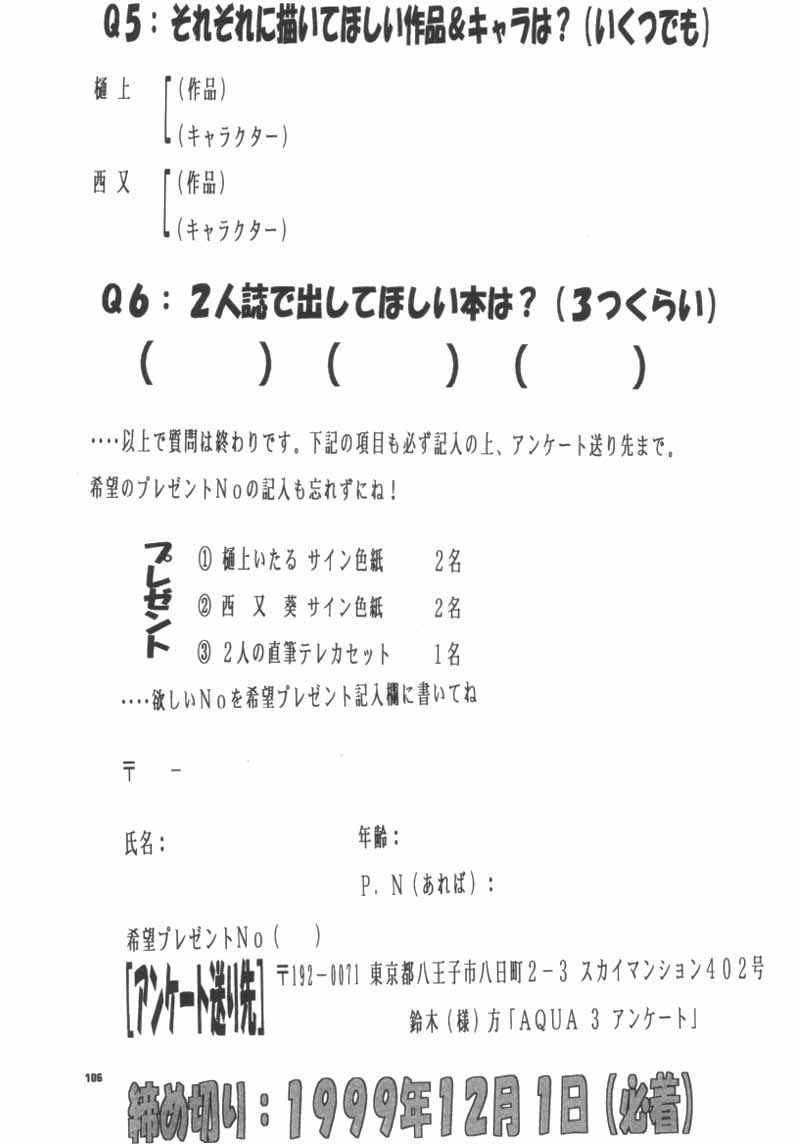 Q5：それぞれに描いてほしい作品&キャラは？（いくつでも）
樋上 （作品）
（キャラクター）
西又 （作品）
（キャラクター）
Q6：２人誌で出してほしい本は？（３つくらい）
（　　）（　　）（　　）
‥‥以上で質問は終わりです。下記の項目も必ず記入の上、アンケート送り先まで。
希望のプレゼントＮｏの記入も忘れずにね！
プレゼント
① 樋上いたる サイン色紙　２名
② 西又 葵 サイン色紙　２名
③ ２人の直筆テレカセット　１名
‥‥欲しいＮｏを希望プレゼント記入欄に書いてね
〒　－
氏名：　年齢：
Ｐ．Ｎ（あれば）：
希望プレゼントＮｏ（　）
[アンケート送り先] 〒192－0071 東京都八王子市八日町２－３ スカイマンション４０２号
鈴木（様）方「ＡＱＵＡ ３ アンケート」
106
締め切り：１９９９年１２月１日（必着）